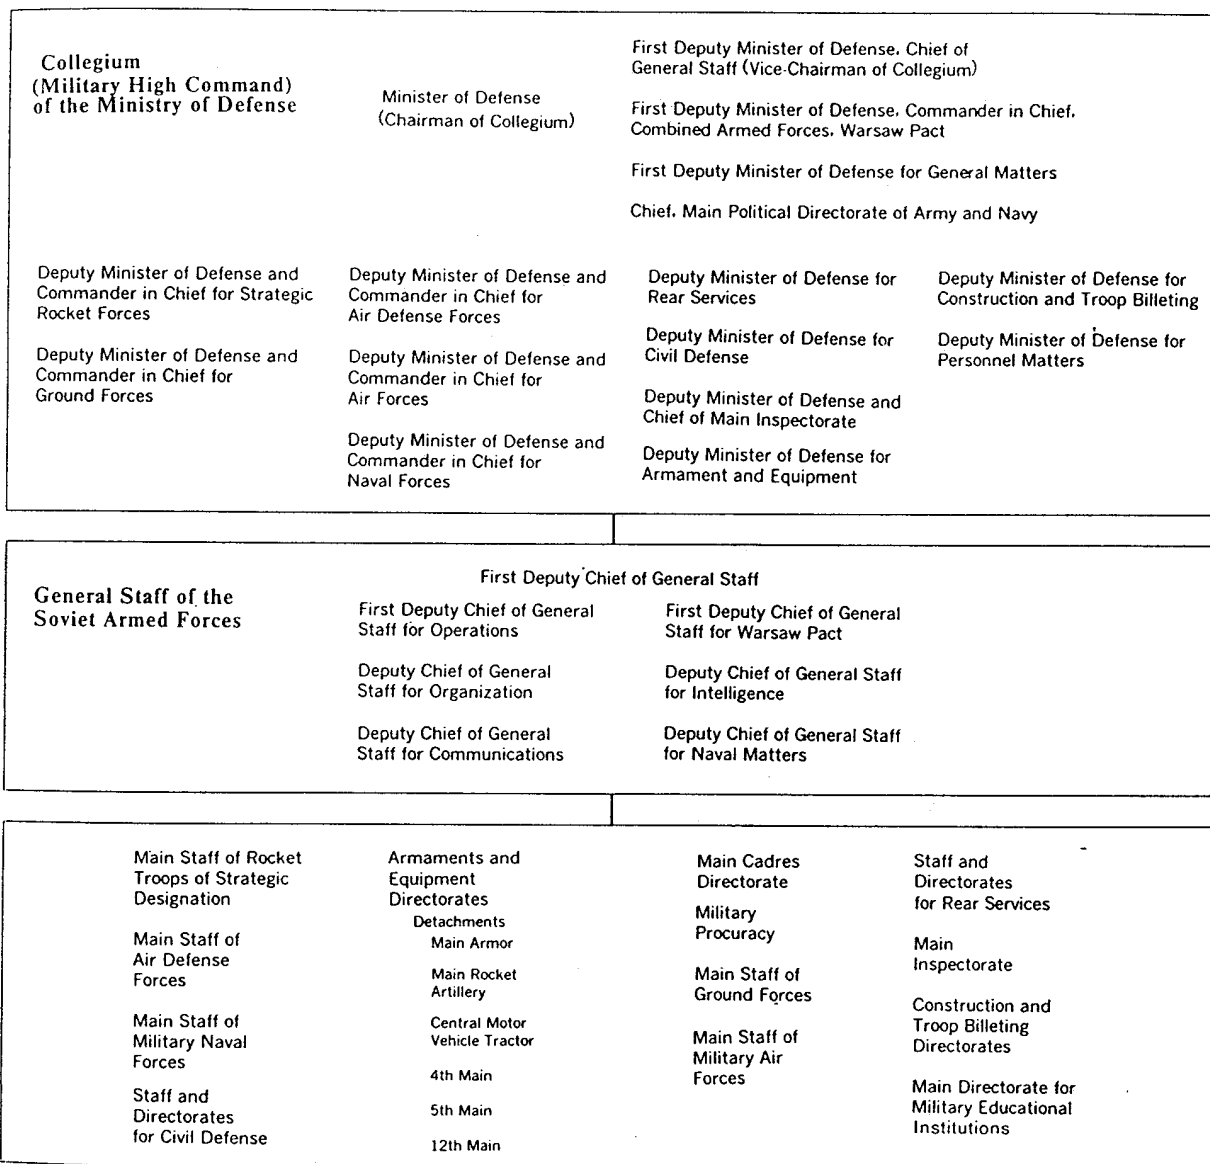 Collegium
(Military High Command)
of the Ministry of Defense
Minister of Defense
(Chairman of Collegium)
First Deputy Minister of Defense, Chief of
General Staff (Vice-Chairman of Collegium)
First Deputy Minister of Defense, Commander in Chief,
Combined Armed Forces, Warsaw Pact
First Deputy Minister of Defense for General Matters
Chief, Main Political Directorate of Army and Navy
Deputy Minister of Defense and
Commander in Chief for Strategic
Rocket Forces
Deputy Minister of Defense and
Commander in Chief for
Ground Forces
Deputy Minister of Defense and
Commander in Chief for
Air Defense Forces
Deputy Minister of Defense and
Commander in Chief for
Air Forces
Deputy Minister of Defense and
Commander in Chief for
Naval Forces
Deputy Minister of Defense for
Rear Services
Deputy Minister of Defense for
Civil Defense
Deputy Minister of Defense and
Chief of Main Inspectorate
Deputy Minister of Defense for
Armament and Equipment
Deputy Minister of Defense for
Construction and Troop Billeting
Deputy Minister of Defense for
Personnel Matters
General Staff of the
Soviet Armed Forces
First Deputy Chief of General Staff
First Deputy Chief of General
Staff for Operations
Deputy Chief of General
Staff for Organization
Deputy Chief of General
Staff for Communications
First Deputy Chief of General
Staff for Warsaw Pact
Deputy Chief of General Staff
for Intelligence
Deputy Chief of General Staff
for Naval Matters
Main Staff of Rocket
Troops of Strategic
Designation
Main Staff of
Air Defense
Forces
Main Staff of
Military Naval
Forces
Staff and
Directorates
for Civil Defense
Armaments and
Equipment
Directorates
Detachments
Main Armor
Main Rocket
Artillery
Central Motor
Vehicle Tractor
4th Main
5th Main
12th Main
Main Cadres
Directorate
Military
Procuracy
Main Staff of
Ground Forces
Main Staff of
Military Air
Forces
Staff and
Directorates
for Rear Services
Main
Inspectorate
Construction and
Troop Billeting
Directorates
Main Directorate for
Military Educational
Institutions